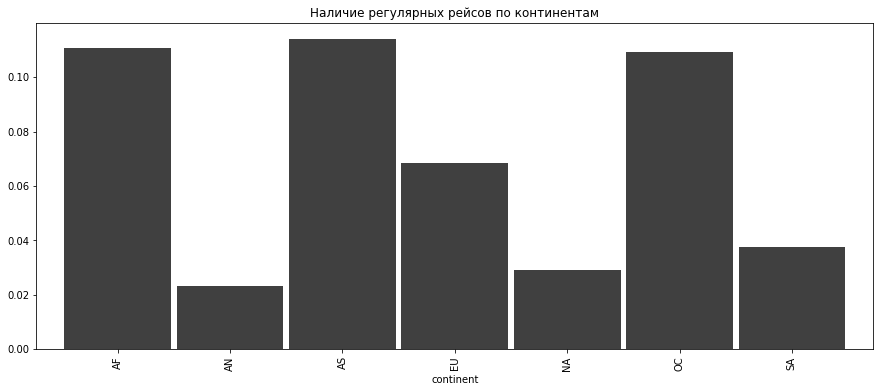 Наличие регулярных рейсов по континентам
0.10
0.08
0.06
0.04
0.02
0.00
AF
AN
AS
EU
NA
OC
SA
continent